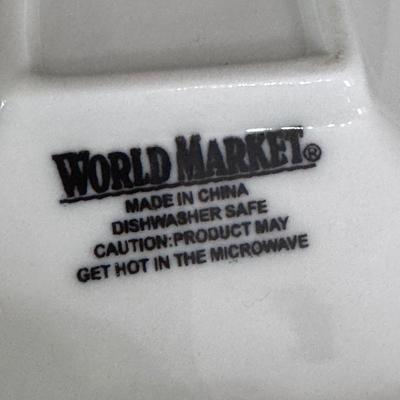 WORLD MARKET®
MADE IN CHINA
DISHWASHER SAFE
CAUTION:PRODUCT MAY
GET HOT IN THE MICROWAVE